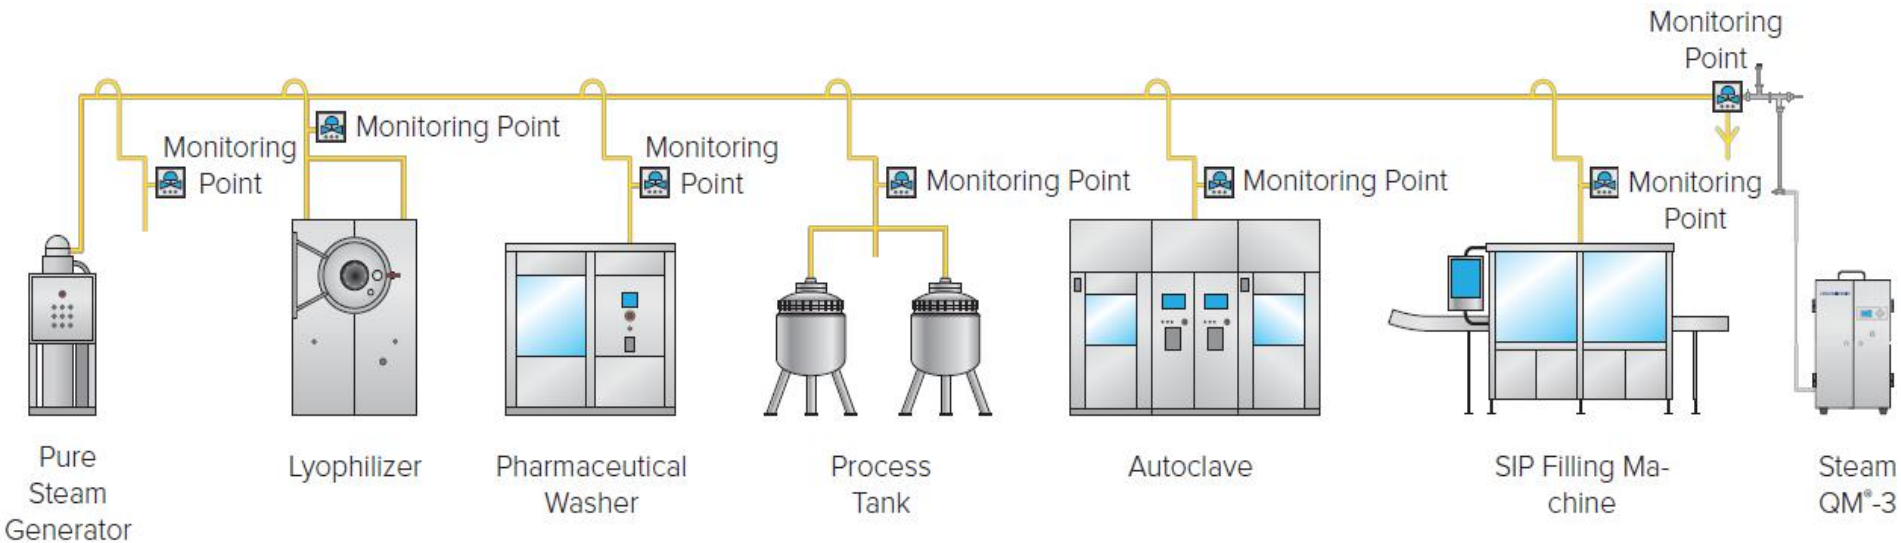 Monitoring
Point
Monitoring Point
Monitoring
Point
Monitoring
Point
Monitoring Point
Monitoring Point
Monitoring
Point
Pure
Steam
Generator
Lyophilizer
Pharmaceutical
Washer
Process
Tank
Autoclave
SIP Filling Ma-
chine
Steam
QM®-3